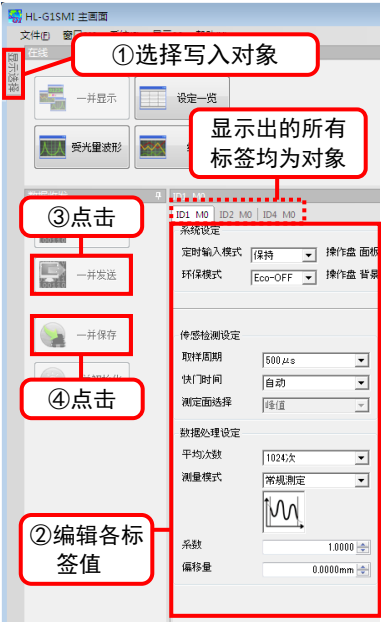 HL-G1SMI 主画面
文件(F)
在线
①选择写入对象
显示选择
一并显示
设定一览
受光量波形
显示出的所有
标签均为对象
ID1 M0
ID1 M0 ID2 M0 ID4 M0
③点击
系统设定
定时输入模式 保持 操作盘 面板
一并发送
环保模式 Eco-OFF 操作盘 背景
一并保存
传感检测设定
取样周期 500μs
快门时间 自动
④点击
测定面选择 峰值
数据处理设定
平均次数 1024次
测量模式 常规测定
②编辑各标
签值
系数 1.0000
偏移量 0.0000mm